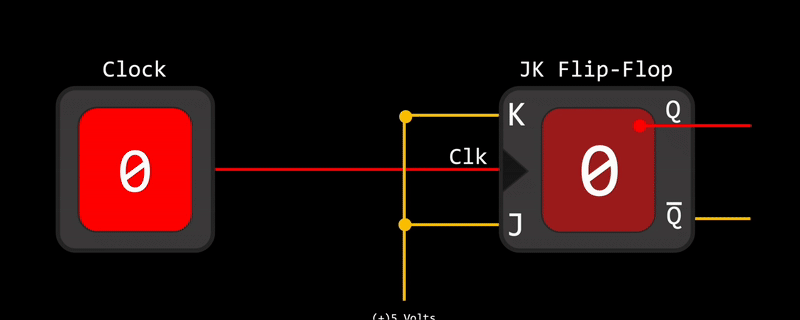 Clock
JK Flip-Flop
K
Q
Clk
0
0
J
Q̅
(+)5 Volts